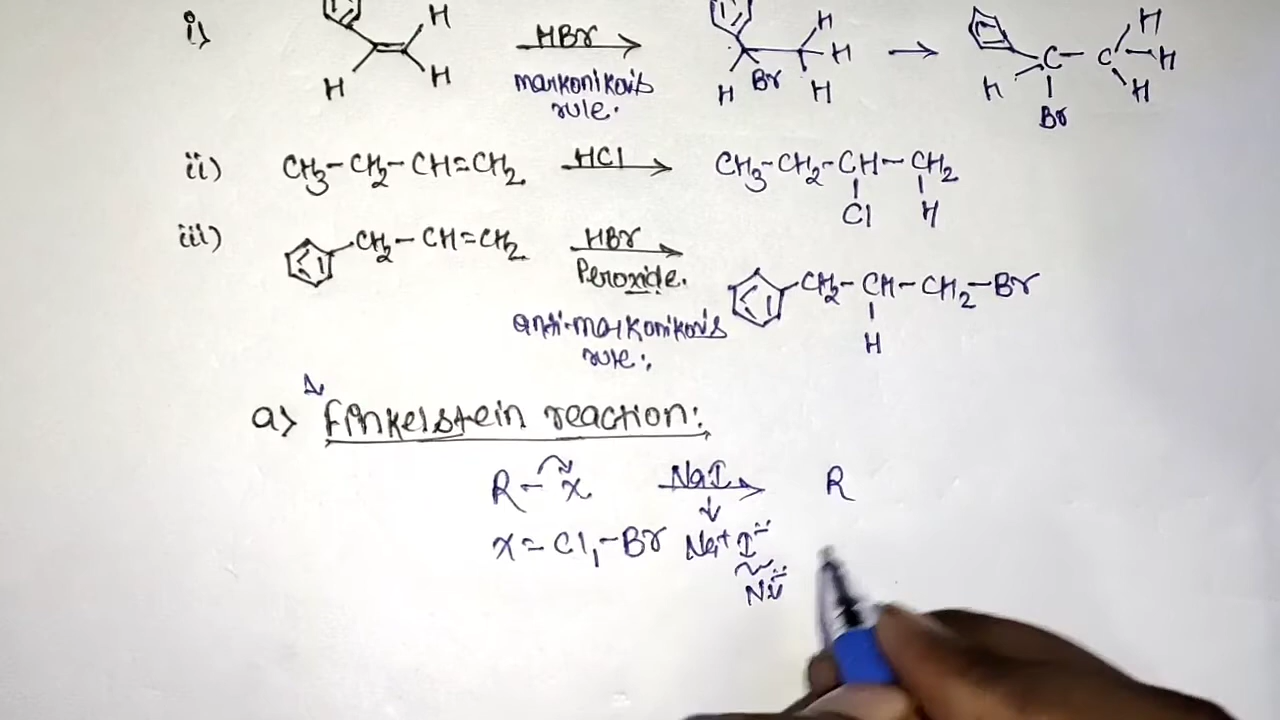 i) H H H HBr markonikov's rule. H Br H H H → H C - C H H H Br
ii) CH3-CH2-CH=CH2 HCl → CH3-CH2-CH-CH2 Cl H
iii) CH2-CH=CH2 HBr Peroxide. → CH2-CH-CH2-Br H
anti-markonikov's rule:
a) Finkelstein reaction:
R-X NaI → R
X=Cl,-Br Na+ I-
Nu